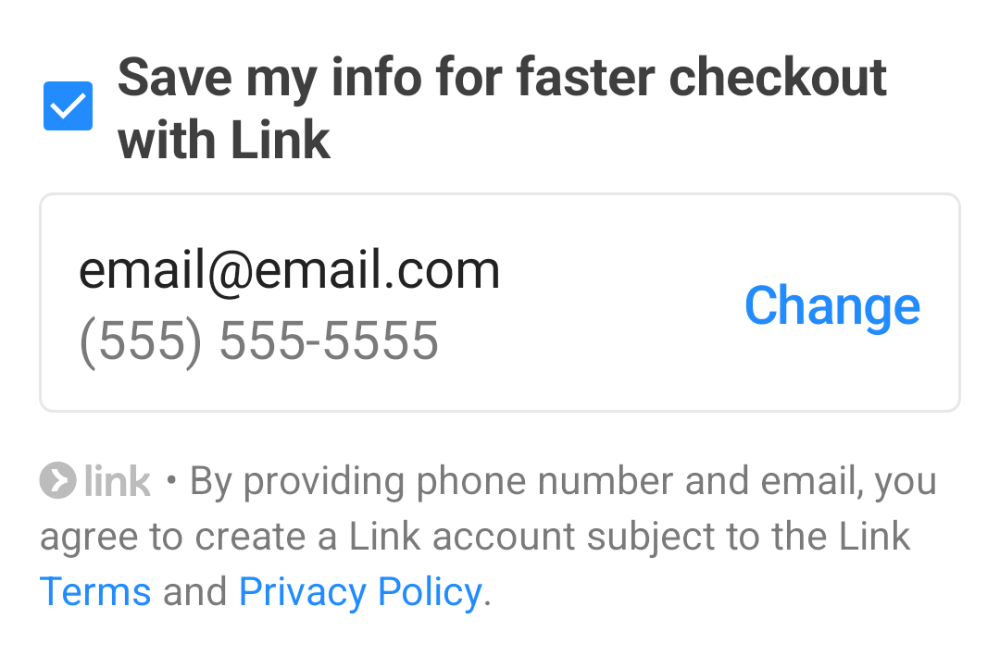 Save my info for faster checkout
with Link
email@email.com
(555) 555-5555
Change
link • By providing phone number and email, you
agree to create a Link account subject to the Link
Terms and Privacy Policy.